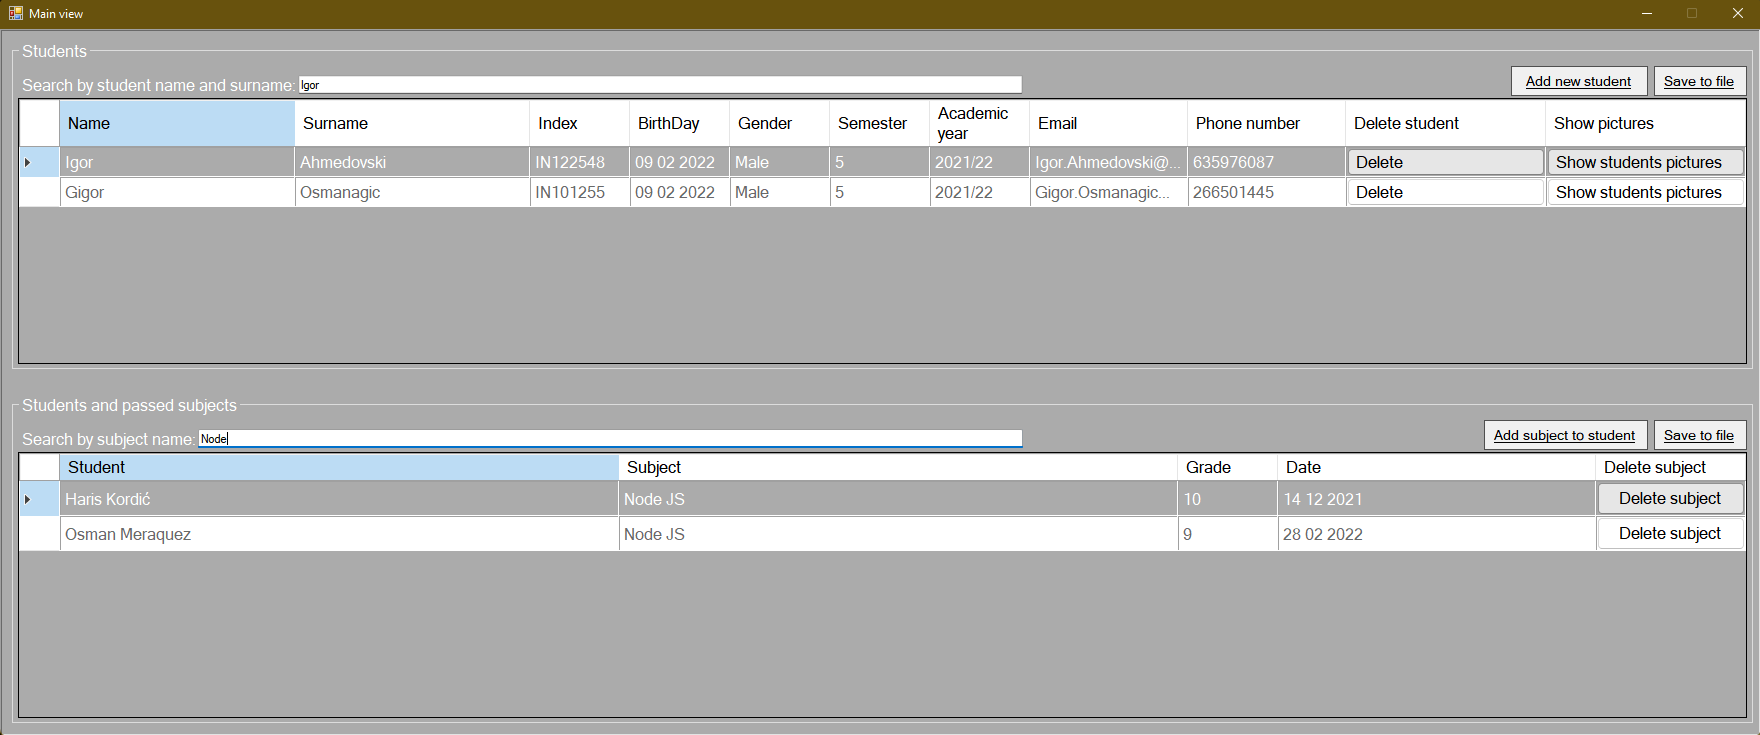 Main view
Students
Search by student name and surname: Igor
Add new student Save to file
Name Surname Index BirthDay Gender Semester Academic year Email Phone number Delete student Show pictures
Igor Ahmedovski IN122548 09 02 2022 Male 5 2021/22 Igor.Ahmedovski@... 635976087 Delete Show students pictures
Gigor Osmanagic IN101255 09 02 2022 Male 5 2021/22 Gigor.Osmanagic... 266501445 Delete Show students pictures
Students and passed subjects
Search by subject name: Node
Add subject to student Save to file
Student Subject Grade Date Delete subject
Haris Kordić Node JS 10 14 12 2021 Delete subject
Osman Meraquez Node JS 9 28 02 2022 Delete subject